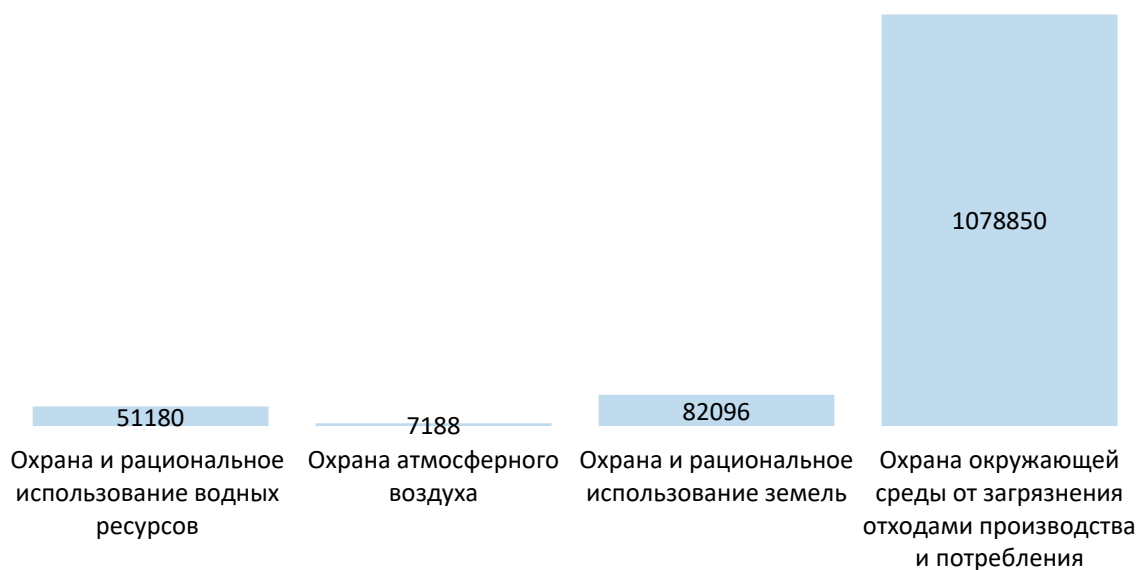 1078850
51180
7188
82096
Охрана и рациональное
использование водных
ресурсов
Охрана атмосферного
воздуха
Охрана и рациональное
использование земель
Охрана окружающей
среды от загрязнения
отходами производства
и потребления